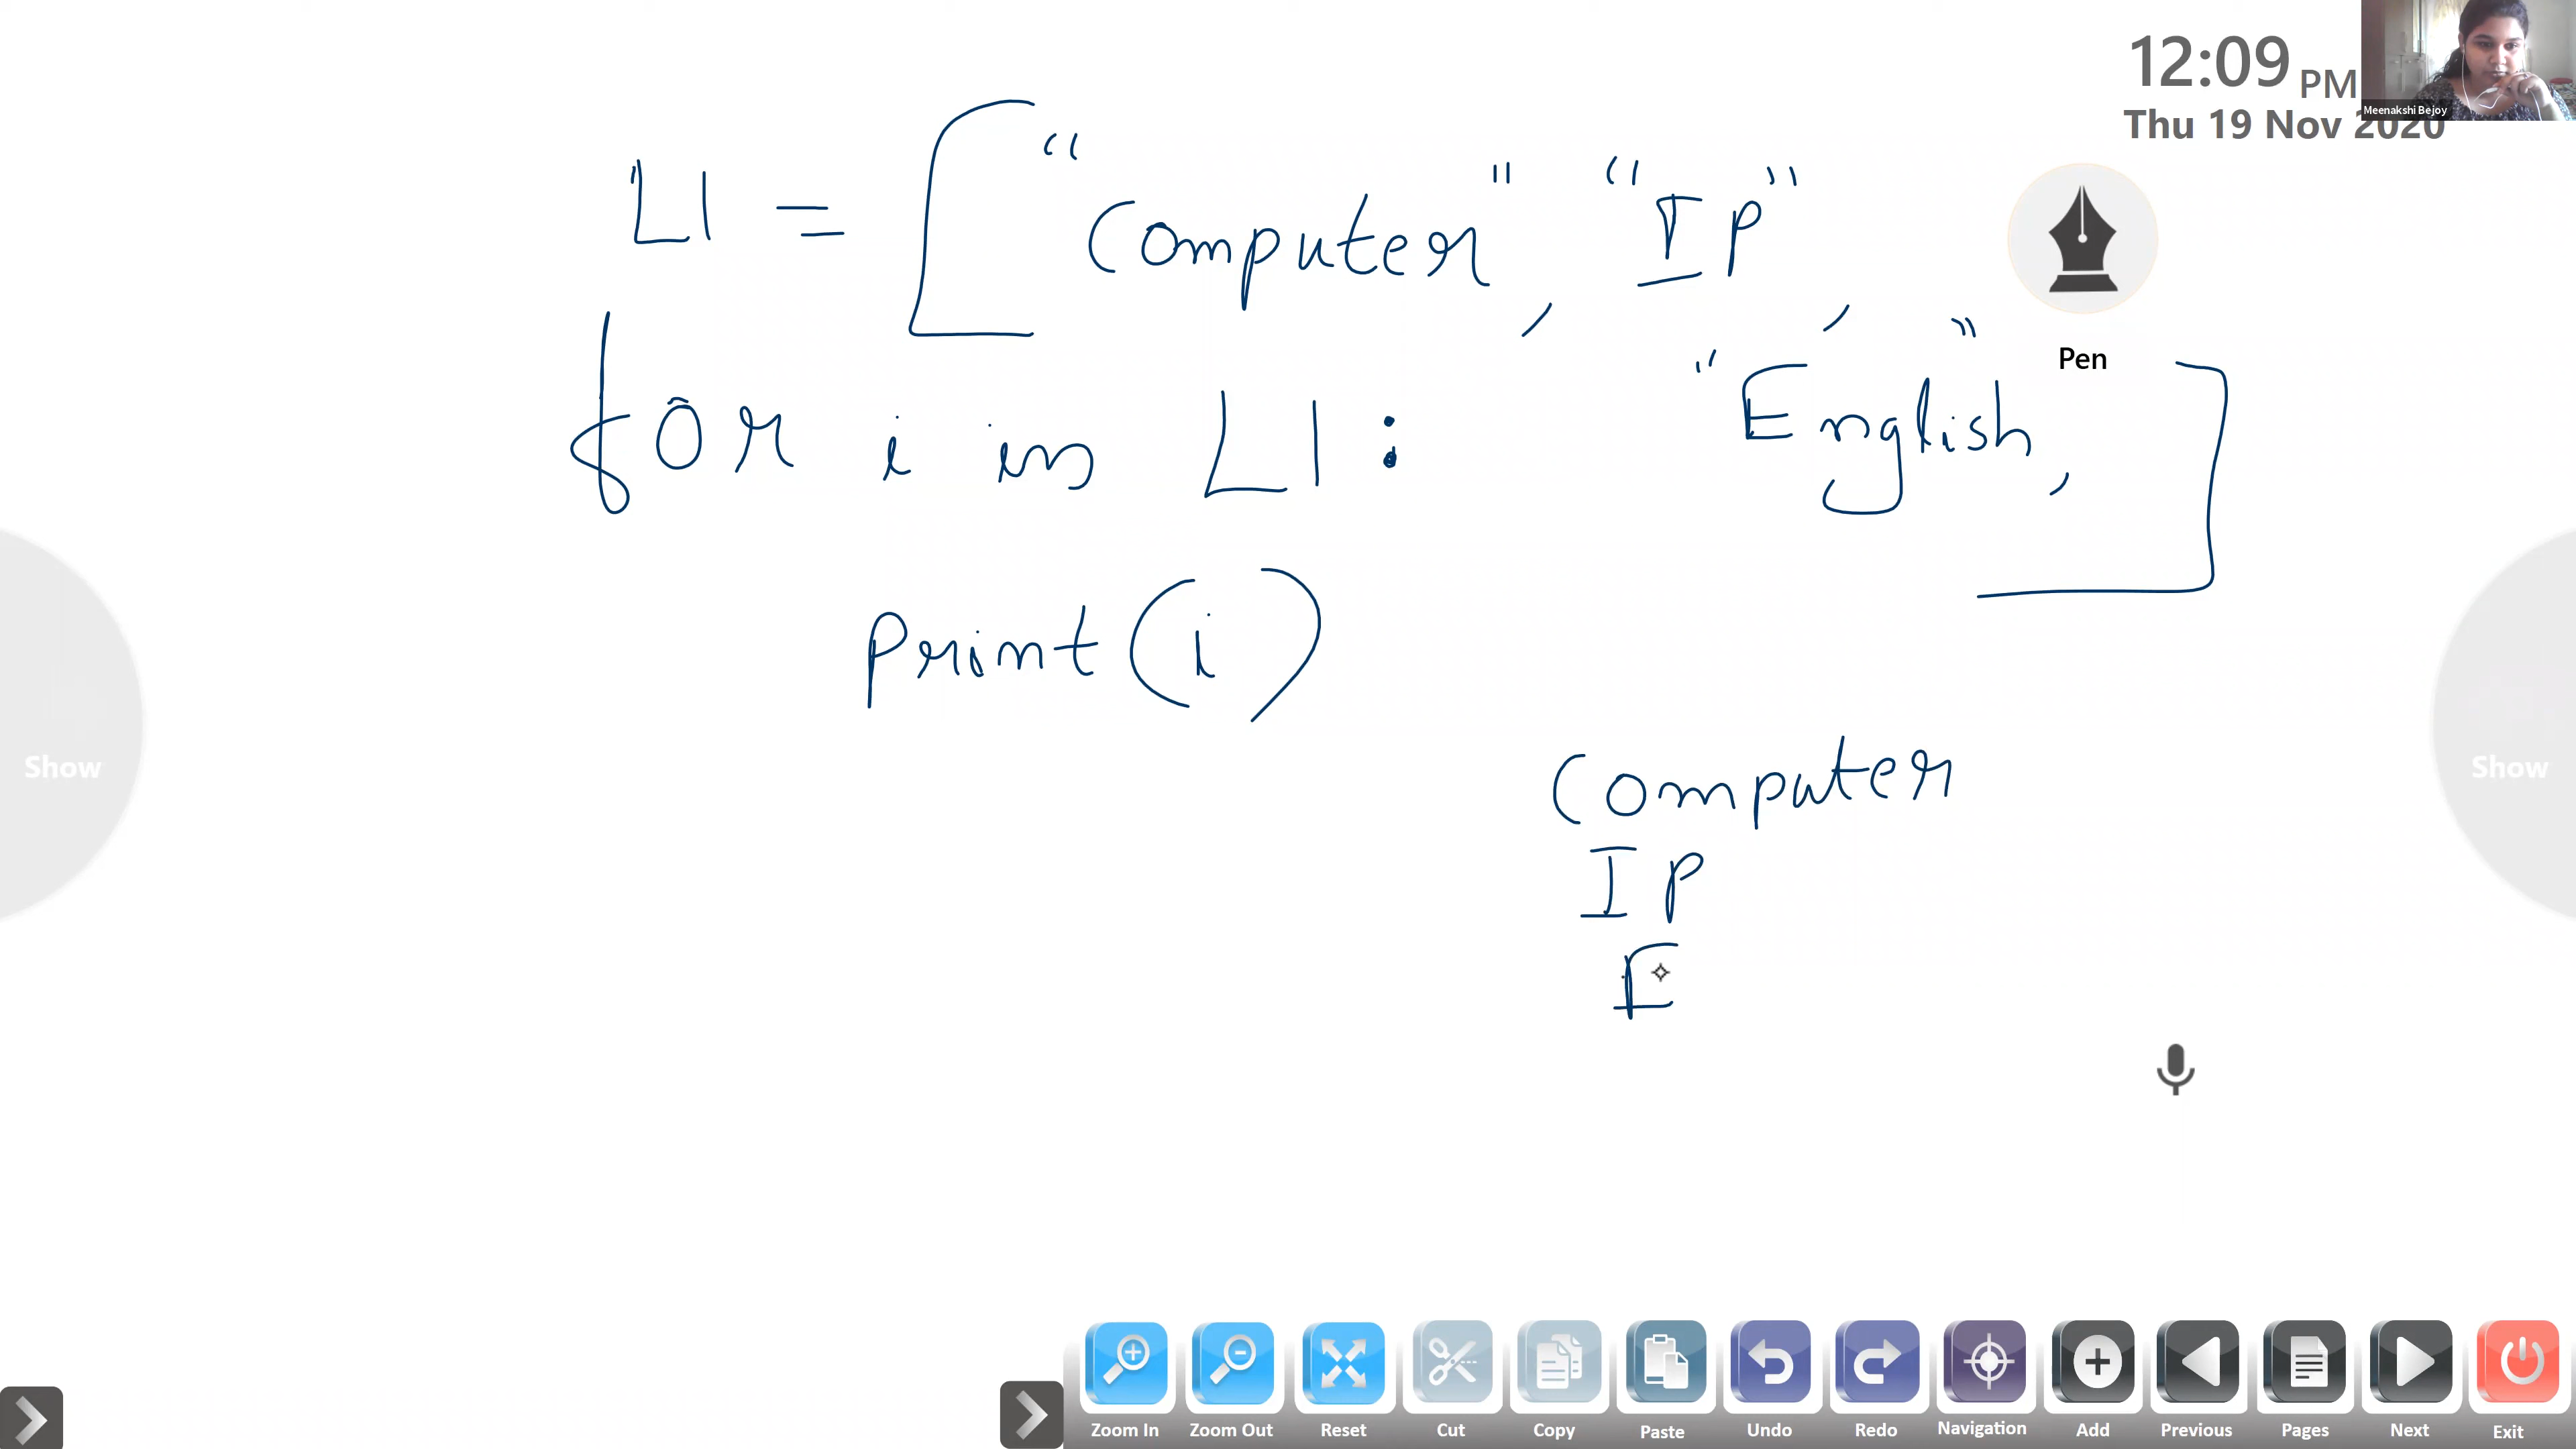 12:09 PM
Meenakshi Bejoy
Thu 19 Nov 2020
L1 = ["Computer", "IP",
Pen
for i in L1: "English",]
print(i)
Show
Show
Computer
IP
E
Zoom In Zoom Out Reset Cut Copy Paste Undo Redo Navigation Add Previous Pages Next Exit